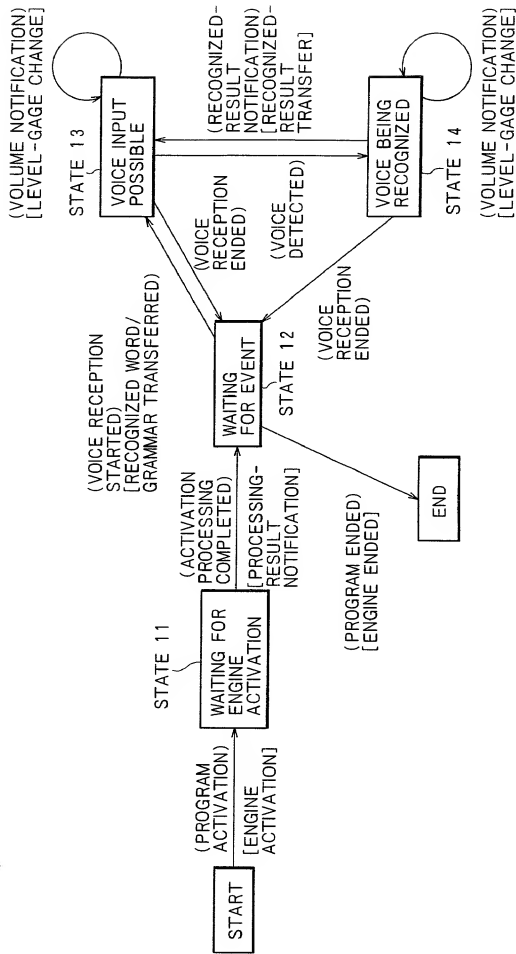 START
(PROGRAM
ACTIVATION)
[ENGINE
ACTIVATION]
STATE 11
WAITING FOR
ENGINE
ACTIVATION
(ACTIVATION
PROCESSING
COMPLETED)
[PROCESSING-
RESULT
NOTIFICATION]
WAITING
FOR EVENT
STATE 12
(PROGRAM ENDED)
[ENGINE ENDED]
END
(VOICE RECEPTION
STARTED)
[RECOGNIZED WORD/
GRAMMAR TRANSFERRED)
(VOICE
RECEPTION
ENDED)
(VOICE
DETECTED)
(VOICE
RECEPTION
ENDED)
(VOLUME NOTIFICATION)
[LEVEL-GAGE CHANGE]
STATE 13
VOICE INPUT
POSSIBLE
(RECOGNIZED-
RESULT
NOTIFICATION)
[RECOGNIZED-
RESULT
TRANSFER]
VOICE BEING
RECOGNIZED
STATE 14
(VOLUME NOTIFICATION)
[LEVEL-GAGE CHANGE]